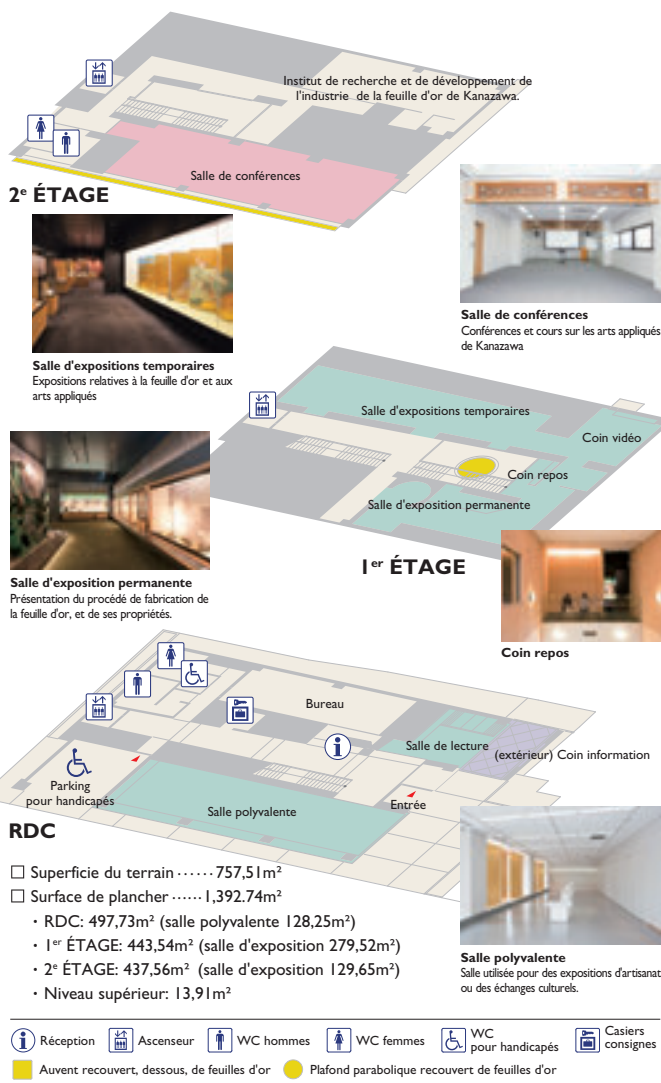 Institut de recherche et de développement de
l'industrie de la feuille d'or de Kanazawa.
Salle de conférences
2e ÉTAGE
Salle de conférences
Conférences et cours sur les arts appliqués
de Kanazawa
Salle d'expositions temporaires
Expositions relatives à la feuille d'or et aux
arts appliqués
Salle d'expositions temporaires
Coin vidéo
Coin repos
Salle d'exposition permanente
1er ÉTAGE
Salle d'exposition permanente
Présentation du procédé de fabrication de
la feuille d'or, et de ses propriétés.
Coin repos
Bureau
Salle de lecture
(extérieur) Coin information
Parking
pour handicapés
Salle polyvalente
Entrée
RDC
□ Superficie du terrain ······ 757,51m²
□ Surface de plancher ······ 1,392.74m²
· RDC: 497,73m² (salle polyvalente 128,25m²)
· 1er ÉTAGE: 443,54m² (salle d'exposition 279,52m²)
· 2e ÉTAGE: 437,56m² (salle d'exposition 129,65m²)
· Niveau supérieur: 13,91m²
Salle polyvalente
Salle utilisée pour des expositions d'artisanat
ou des échanges culturels.
i Réception
Ascenseur
WC hommes
WC femmes
WC
pour handicapés
Casiers
consignes
Auvent recouvert, dessous, de feuilles d'or
Plafond parabolique recouvert de feuilles d'or